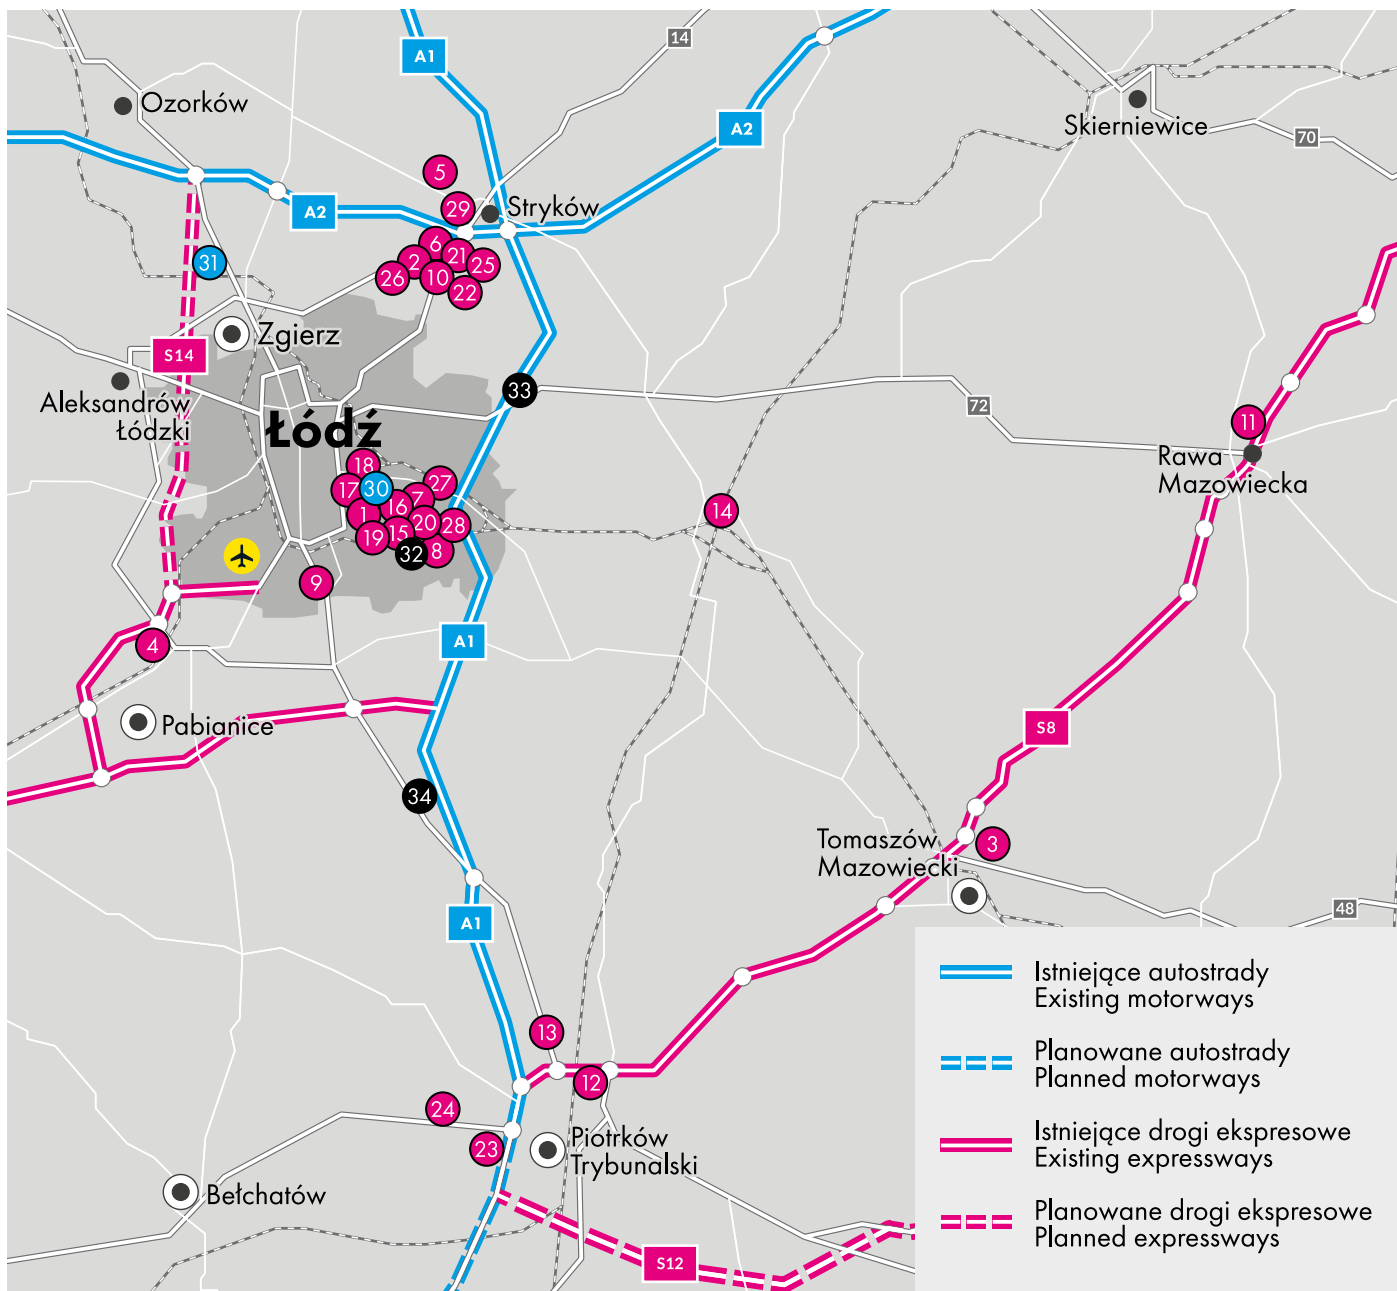 14
A1
Ozorków
Skierniewice
A2
70
5
29
Stryków
A2
6
21
2
25
31
26
10
22
Zgierz
S14
33
Aleksandrów
Łódzki
72
11
Łódź
Rawa
Mazowiecka
18
27
17
30
7
16
1
14
20
28
15
19
32
8
9
4
A1
Pabianice
S8
34
Tomaszów
Mazowiecki
3
48
A1
13
12
24
23
Piotrków
Trybunalski
Bełchatów
S12
Istniejące autostrady
Existing motorways
Planowane autostrady
Planned motorways
Istniejące drogi ekspresowe
Existing expressways
Planowane drogi ekspresowe
Planned expressways